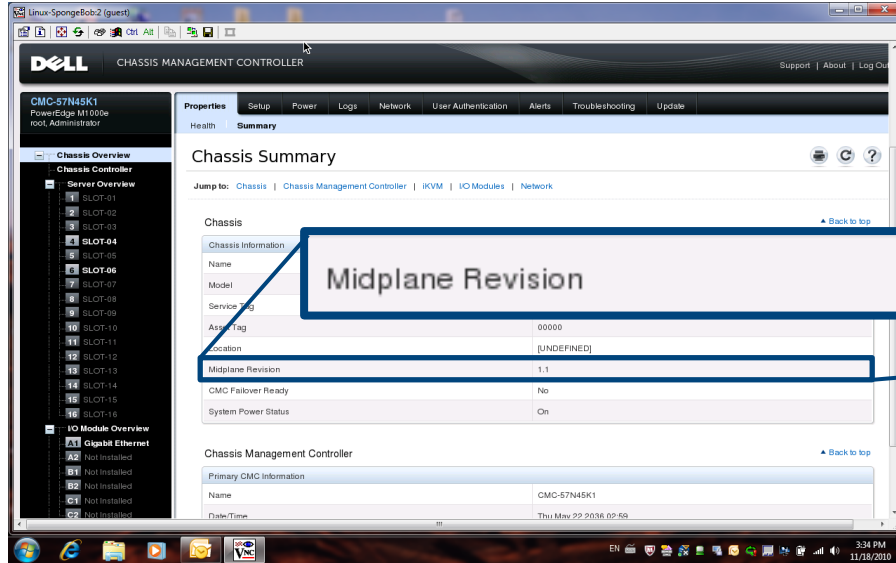 Linux-SpongeBob:2 (guest)
Ctrl Alt
DELL CHASSIS MANAGEMENT CONTROLLER
Support | About | Log Out
CMC-57N45K1
PowerEdge M1000e
root, Administrator
Properties Setup Power Logs Network User Authentication Alerts Troubleshooting Update
Health Summary
Chassis Overview
Chassis Controller
Server Overview
1 SLOT-01
2 SLOT-02
3 SLOT-03
4 SLOT-04
5 SLOT-05
6 SLOT-06
7 SLOT-07
8 SLOT-08
9 SLOT-09
10 SLOT-10
11 SLOT-11
12 SLOT-12
13 SLOT-13
14 SLOT-14
15 SLOT-15
16 SLOT-16
I/O Module Overview
A1 Gigabit Ethernet
A2 Not Installed
B1 Not Installed
B2 Not Installed
C1 Not Installed
C2 Not Installed
Chassis Summary
?
Jump to: Chassis | Chassis Management Controller | iKVM | I/O Modules | Network
Chassis
Back to top
Chassis Information
Name
Model
Service Tag
Midplane Revision
Asset Tag 00000
Location [UNDEFINED]
Midplane Revision 1.1
CMC Failover Ready No
System Power Status On
Chassis Management Controller
Back to top
Primary CMC Information
Name CMC-57N45K1
Date/Time Thu May 22 2036 02:59
VNC
EN
3:34 PM
11/18/2010